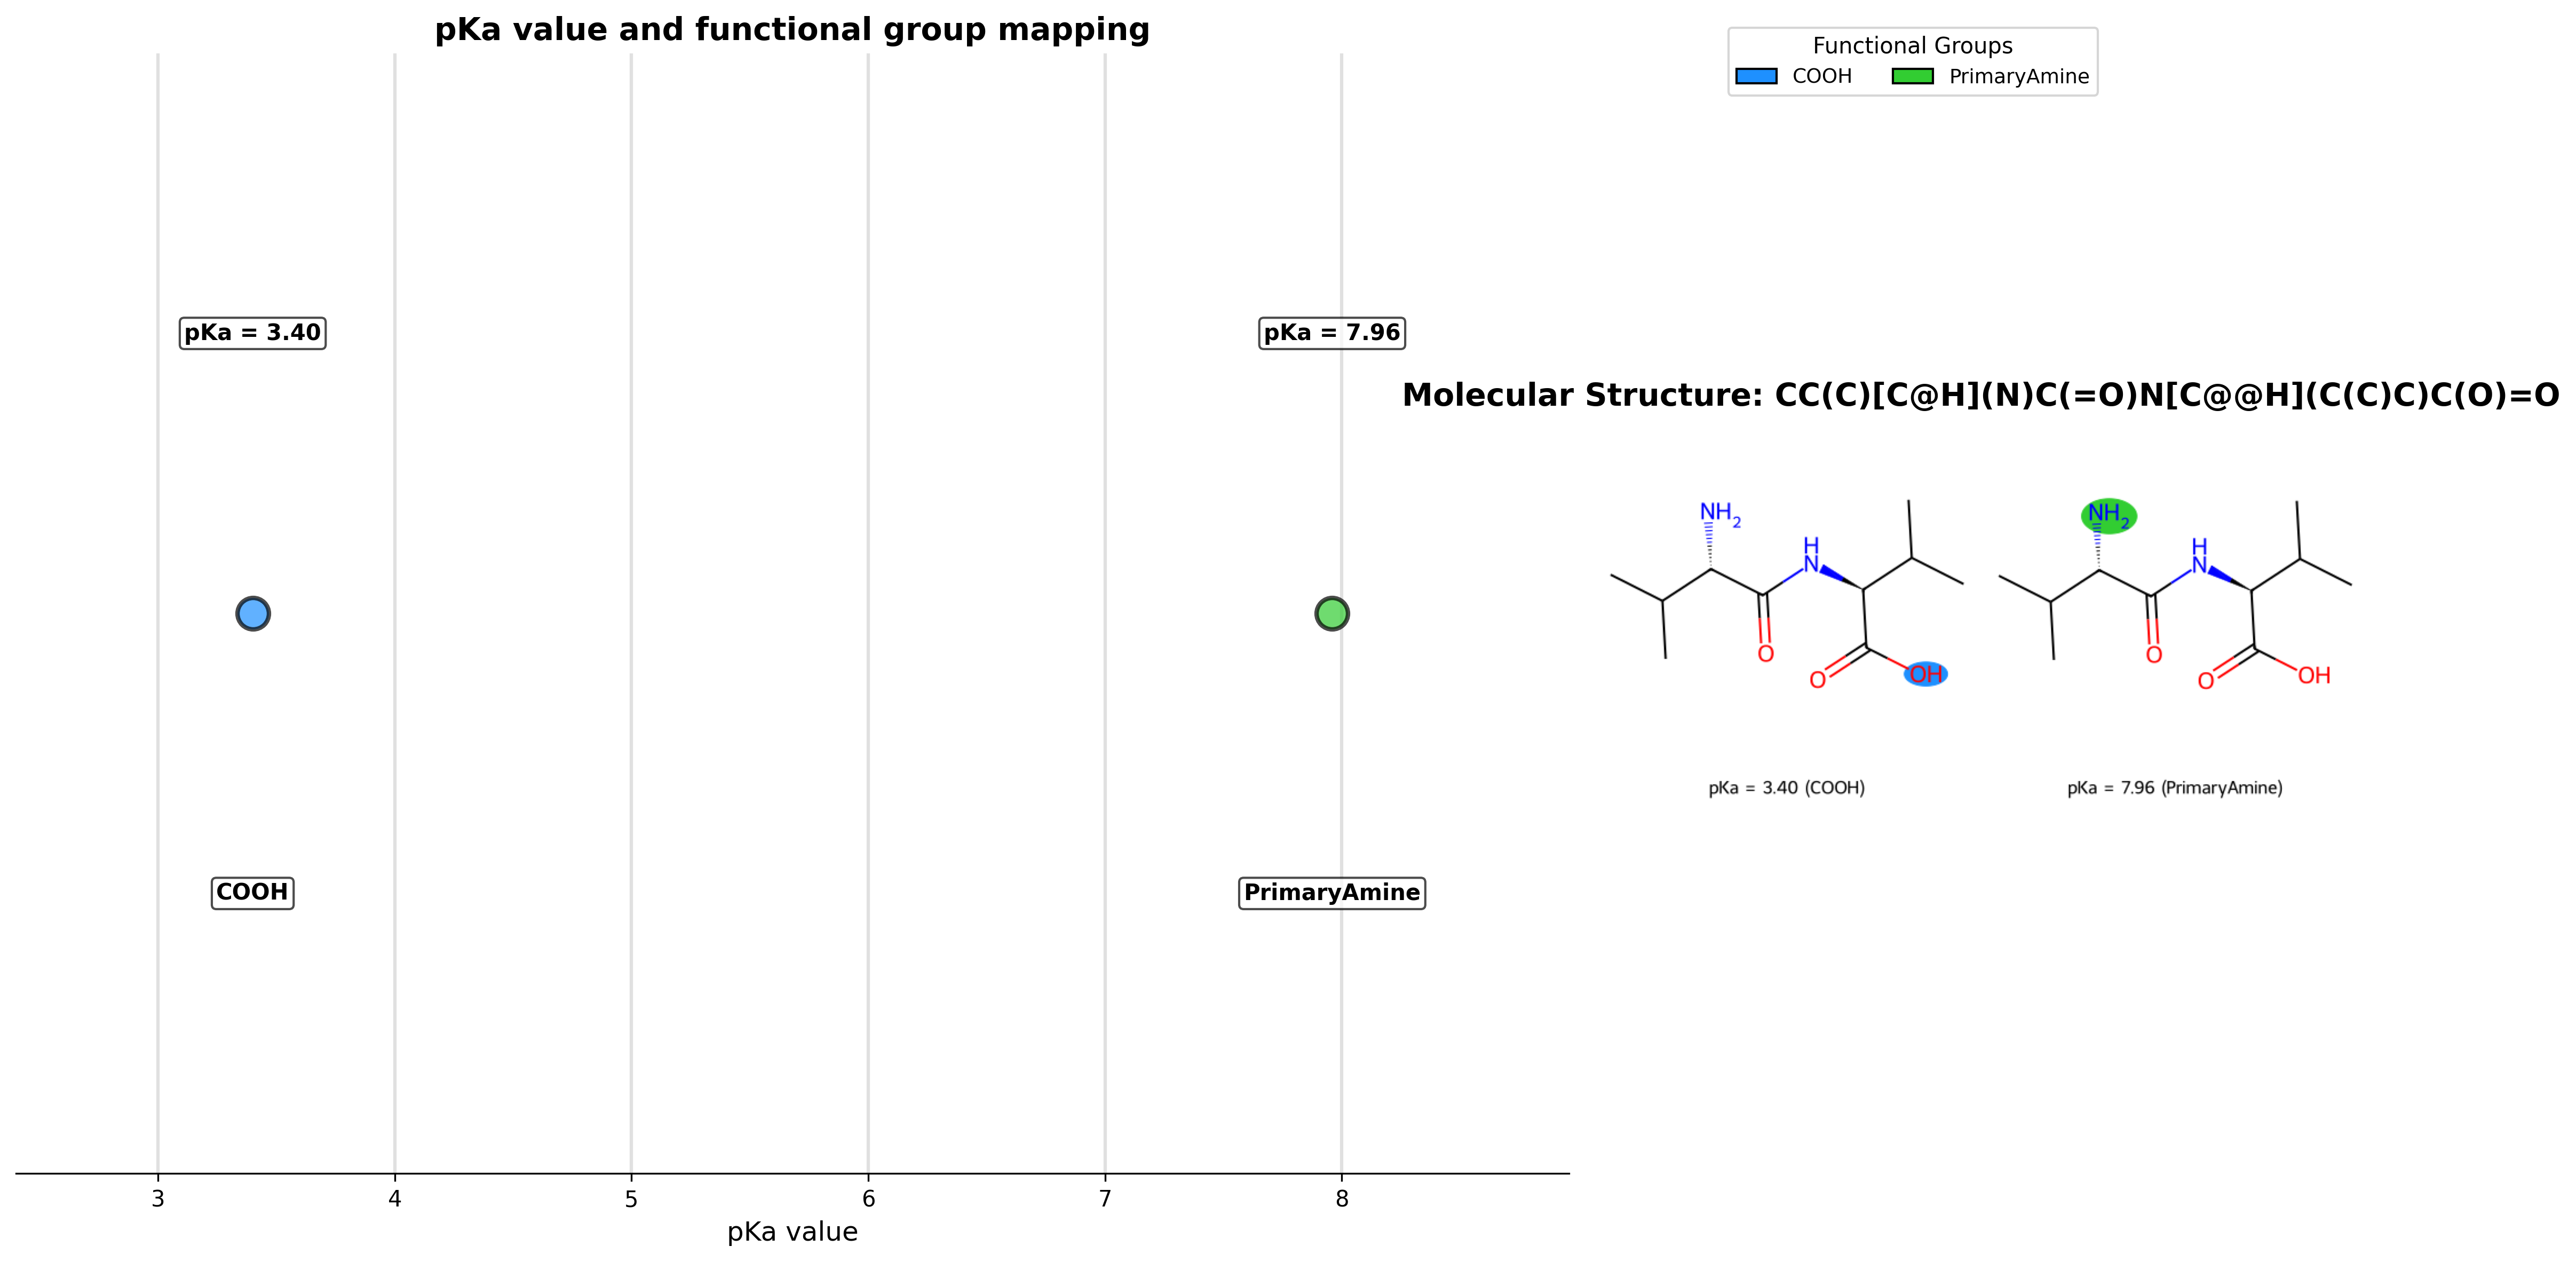 pKa value and functional group mapping
Functional Groups
COOH PrimaryAmine
pKa = 3.40
pKa = 7.96
Molecular Structure: CC(C)[C@H](N)C(=O)N[C@@H](C(C)C)C(O)=O
NH2
H
N
O
O
OH
NH2
H
N
O
O
OH
pKa = 3.40 (COOH)
pKa = 7.96 (PrimaryAmine)
COOH
PrimaryAmine
3 4 5 6 7 8
pKa value